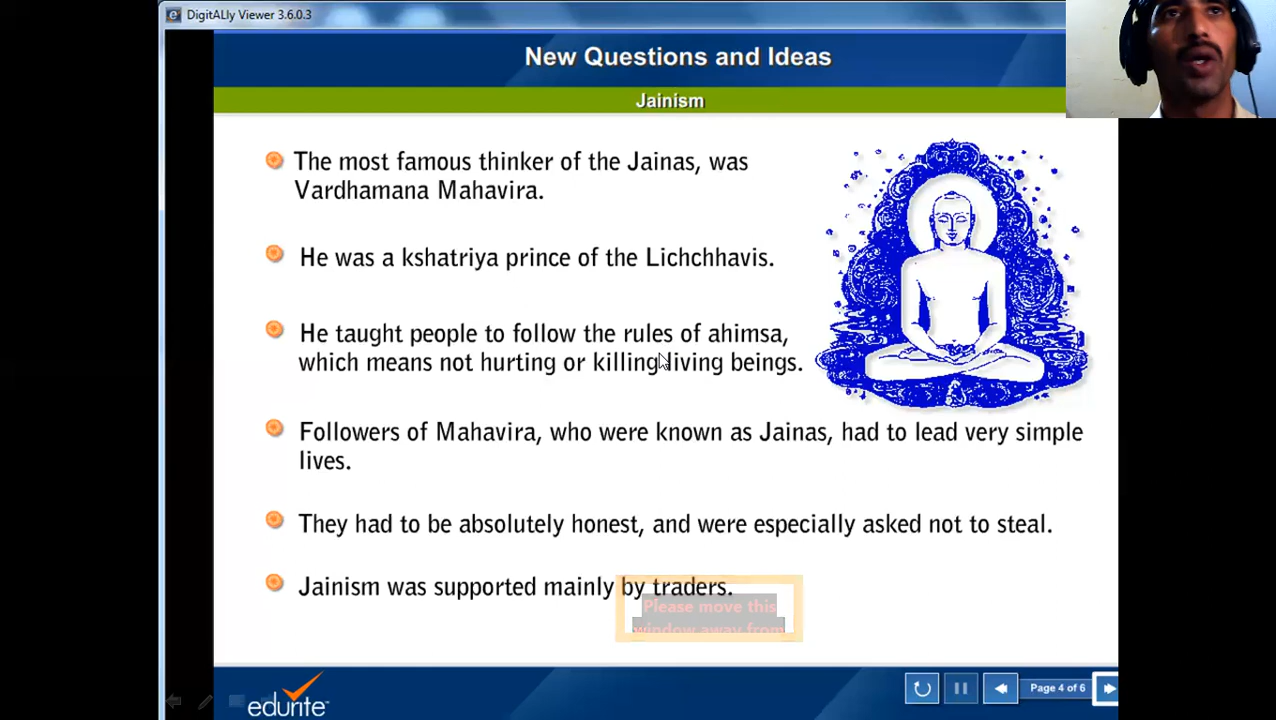 DigitALly Viewer 3.6.0.3
New Questions and Ideas
Jainism
The most famous thinker of the Jainas, was
Vardhamana Mahavira.
He was a kshatriya prince of the Lichchhavis.
He taught people to follow the rules of ahimsa,
which means not hurting or killing living beings.
Followers of Mahavira, who were known as Jainas, had to lead very simple
lives.
They had to be absolutely honest, and were especially asked not to steal.
Jainism was supported mainly by traders.
Please move this
window away from
edurite
Page 4 of 6